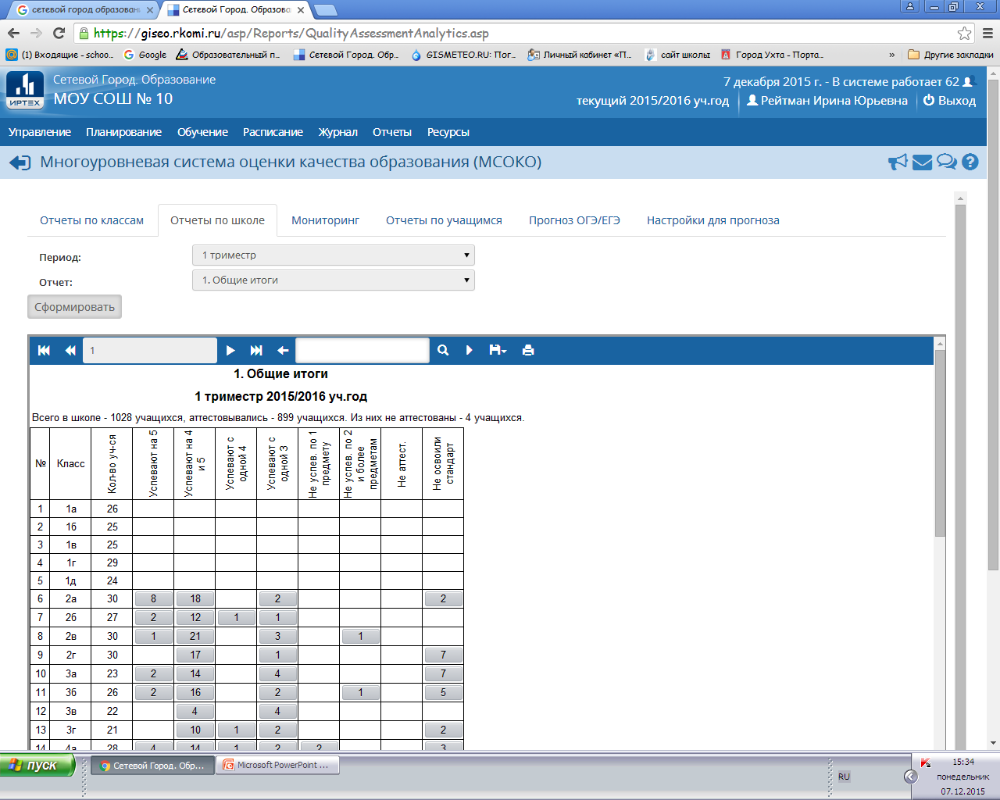 сетевой город образовани
Сетевой Город. Образова
https://giseo.rkomi.ru/asp/Reports/QualityAssessmentAnalytics.asp
(1) Входящие - schoo... Google Образовательный п... Сетевой Город. Обр... GISMETEO.RU: Пог... Личный кабинет «П... сайт школы Город Ухта - Порта... » Другие закладки
ИРТЕХ
Сетевой Город. Образование
МОУ СОШ № 10
7 декабря 2015 г. - В системе работает 62
текущий 2015/2016 уч.год Рейтман Ирина Юрьевна Выход
Управление Планирование Обучение Расписание Журнал Отчеты Ресурсы
Многоуровневая система оценки качества образования (МСОКО)
Отчеты по классам Отчеты по школе Мониторинг Отчеты по учащимся Прогноз ОГЭ/ЕГЭ Настройки для прогноза
Период: 1 триместр
Отчет: 1. Общие итоги
Сформировать
1
1. Общие итоги
1 триместр 2015/2016 уч.год
Всего в школе - 1028 учащихся, аттестовывались - 899 учащихся. Из них не аттестованы - 4 учащихся.
№ Класс Кол-во уч-ся Успевают на 5 Успевают на 4 и 5 Успевают с одной 4 Успевают с одной 3 Не успев. по 1 предмету Не успев. по 2 и более предметам Не аттест. Не освоили стандарт
1 1а 26
2 1б 25
3 1в 25
4 1г 29
5 1д 24
6 2а 30 8 18 2 2
7 2б 27 2 12 1 1
8 2в 30 1 21 3 1
9 2г 30 17 1 7
10 3а 23 2 14 4 7
11 3б 26 2 16 2 1 5
12 3в 22 4 4
13 3г 21 10 1 2 2
14 4а 28 4 14 1 2 2 3
пуск Сетевой Город. Обр... Microsoft PowerPoint ... RU
15:34
понедельник
07.12.2015